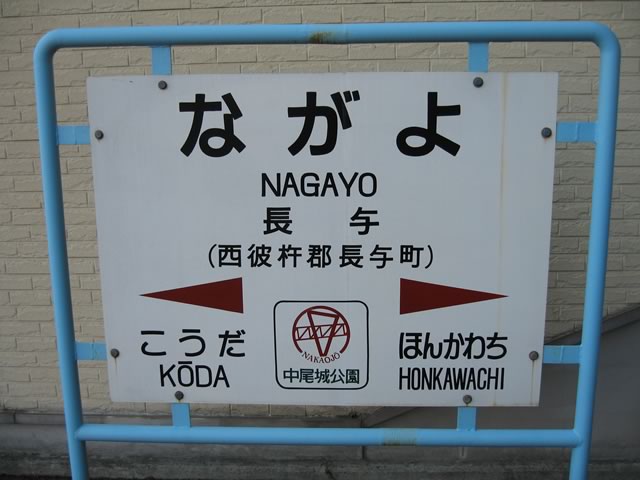 ながよ
NAGAYO
長与
(西彼杵郡長与町)
こうだ
KŌDA
NAKAOJO
中尾城公園
ほんかわち
HONKAWACHI